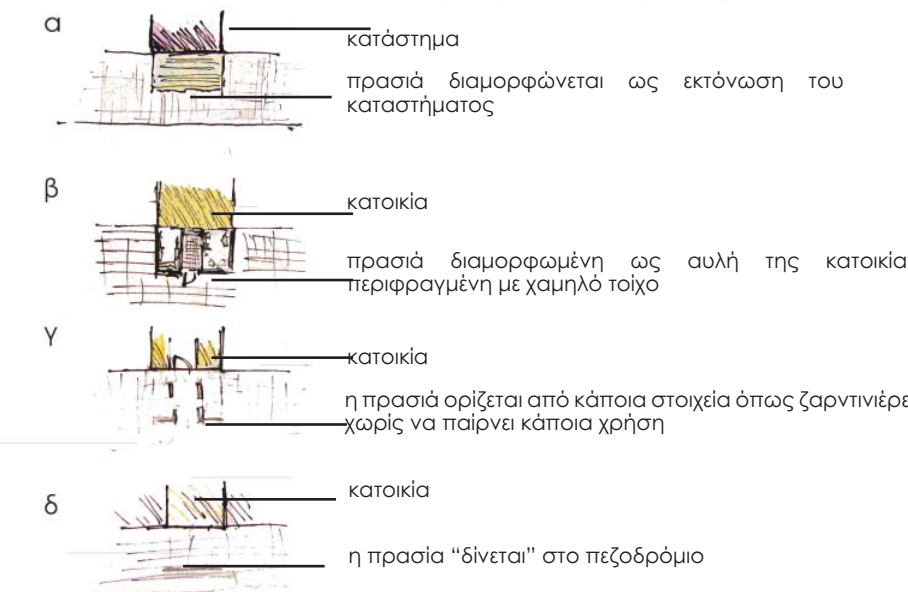 α
κατάστημα
πρασιά διαμορφώνεται ως εκτόνωση του
καταστήματος
β
κατοικία
πρασιά διαμορφωμένη ως αυλή της κατοικία
περιφραγμένη με χαμηλό τοίχο
γ
κατοικία
η πρασιά ορίζεται από κάποια στοιχεία όπως ζαρντινιέρε
χωρίς να παίρνει κάποια χρήση
δ
κατοικία
η πρασία “δίνεται” στο πεζοδρόμιο